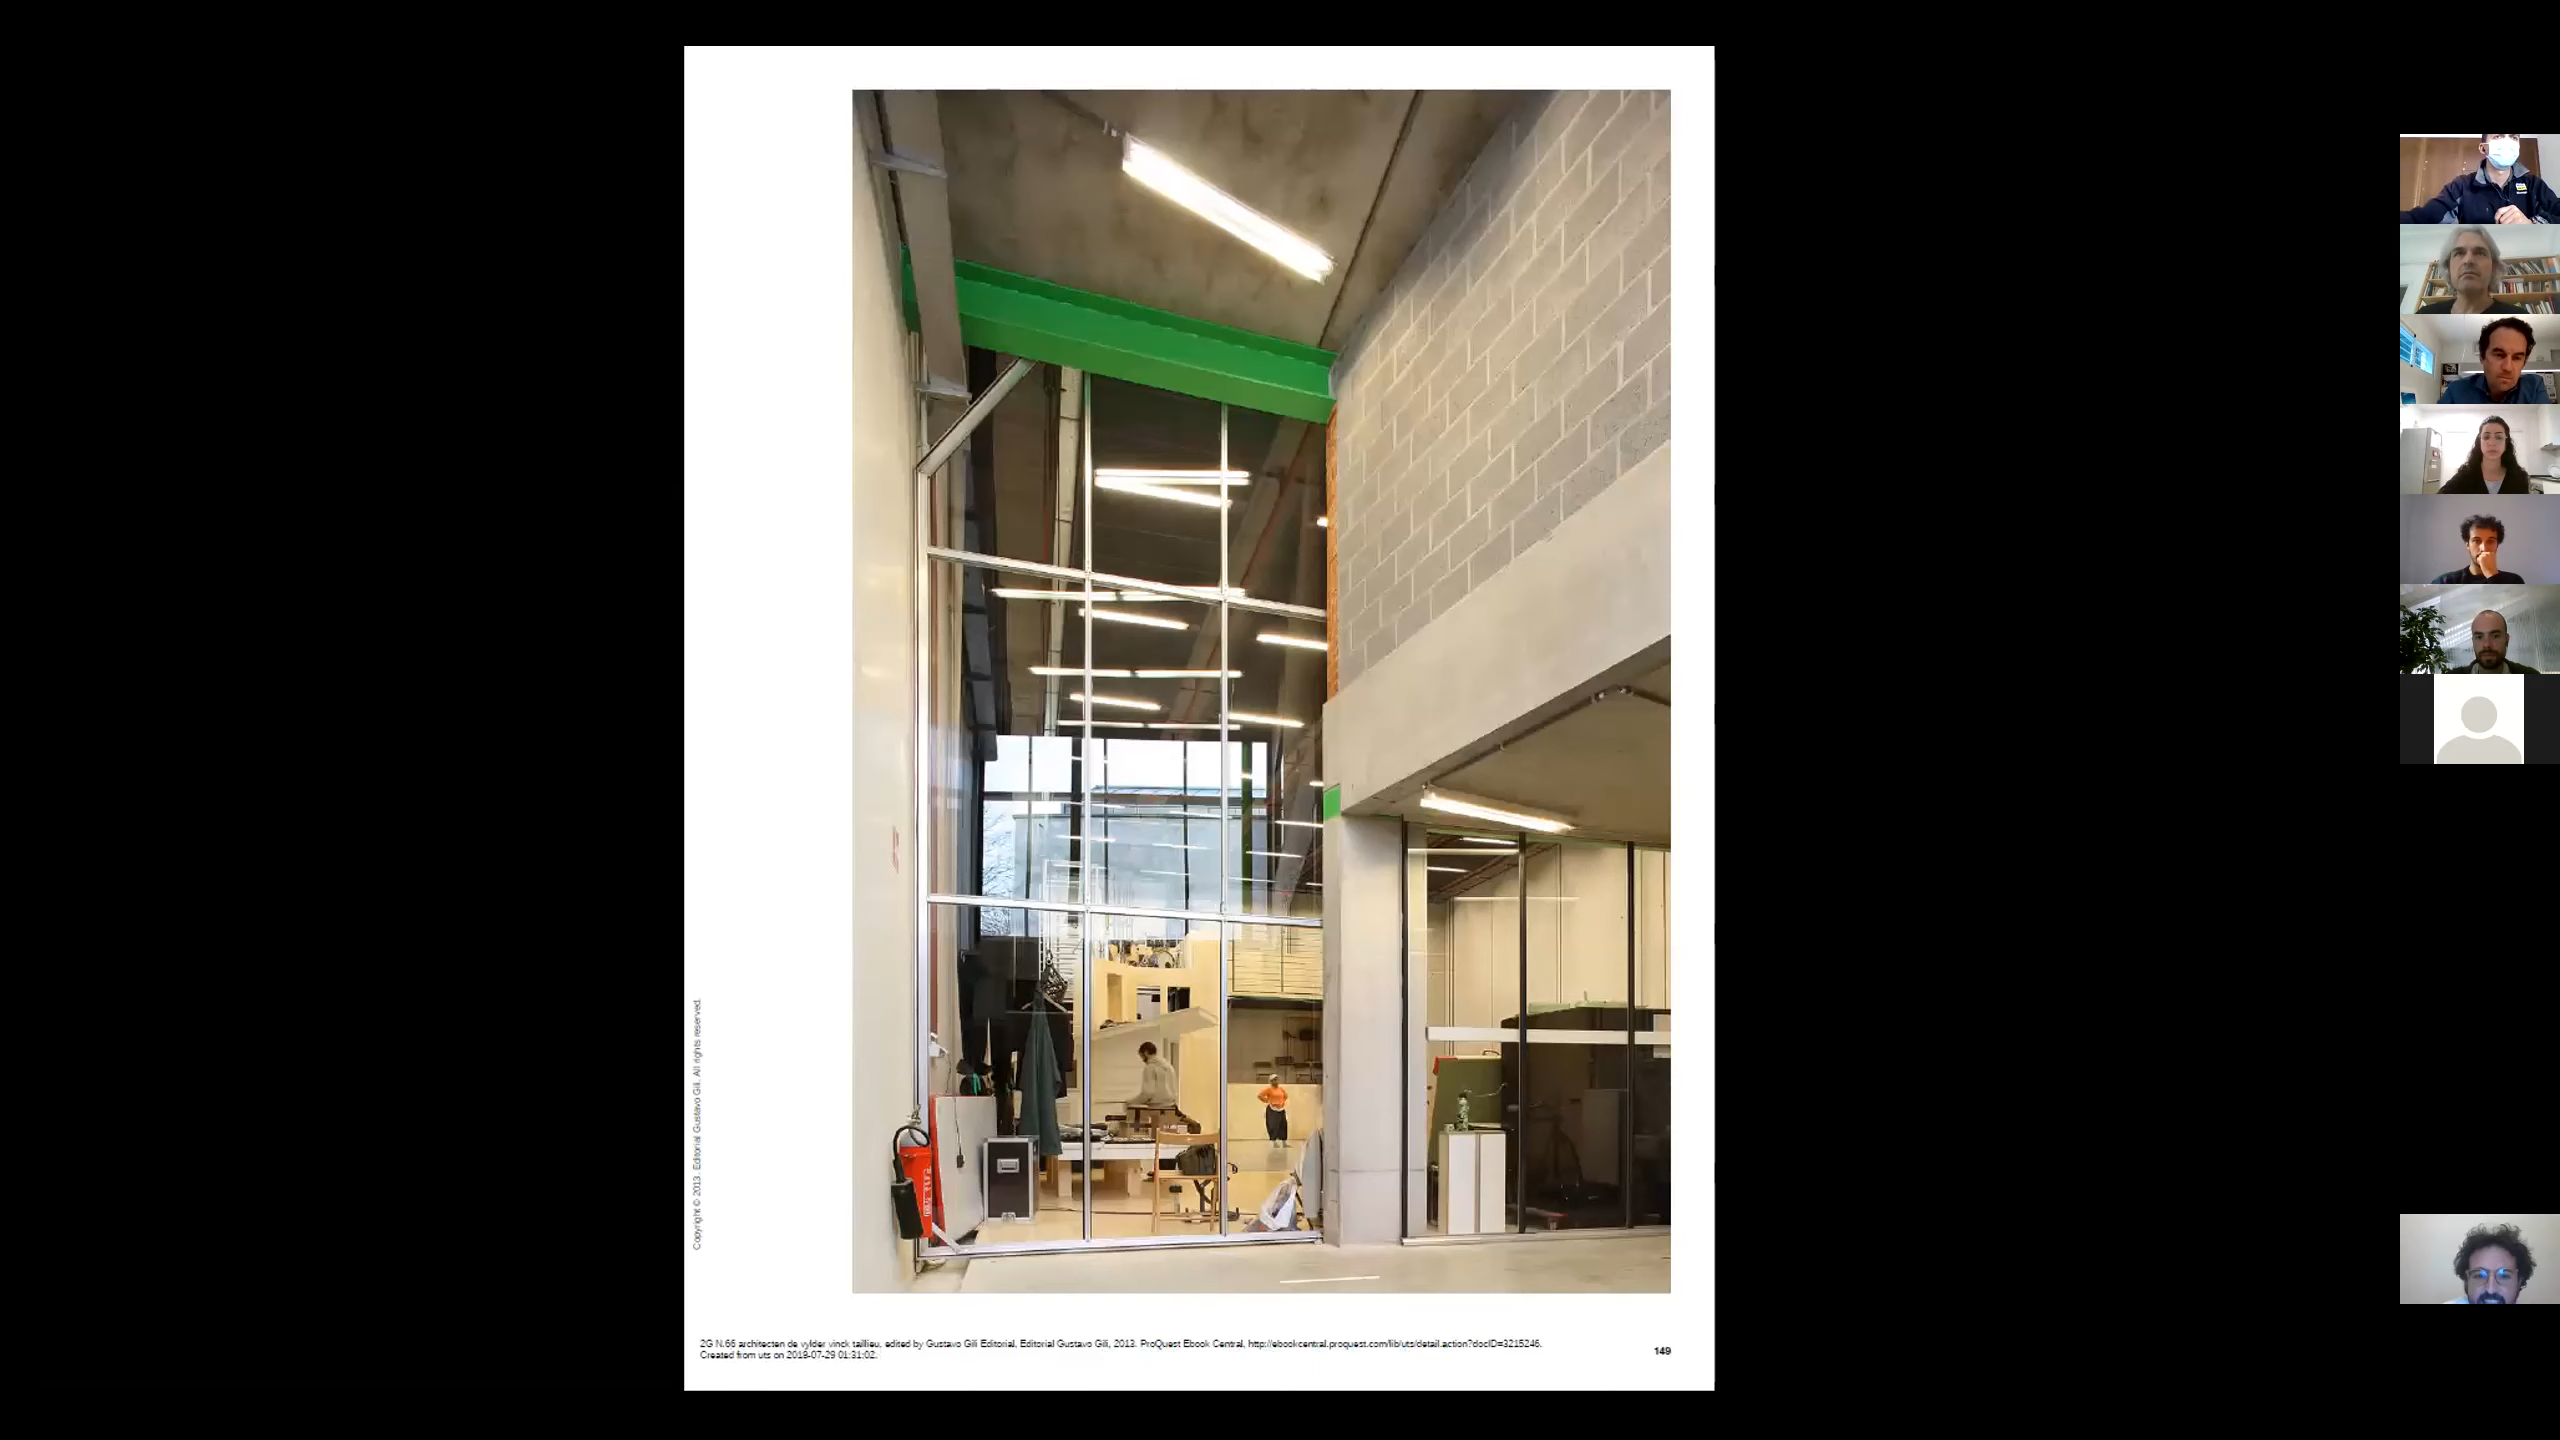 Copyright © 2013. Editorial Gustavo Gili. All rights reserved.
2G N.66 architecten de vylder vinck taillieu, edited by Gustavo Gili Editorial, Editorial Gustavo Gili, 2013. ProQuest Ebook Central, http://ebookcentral.proquest.com/lib/uts/detail.action?docID=3215246.
Created from uts on 2019-07-29 01:31:02.
149